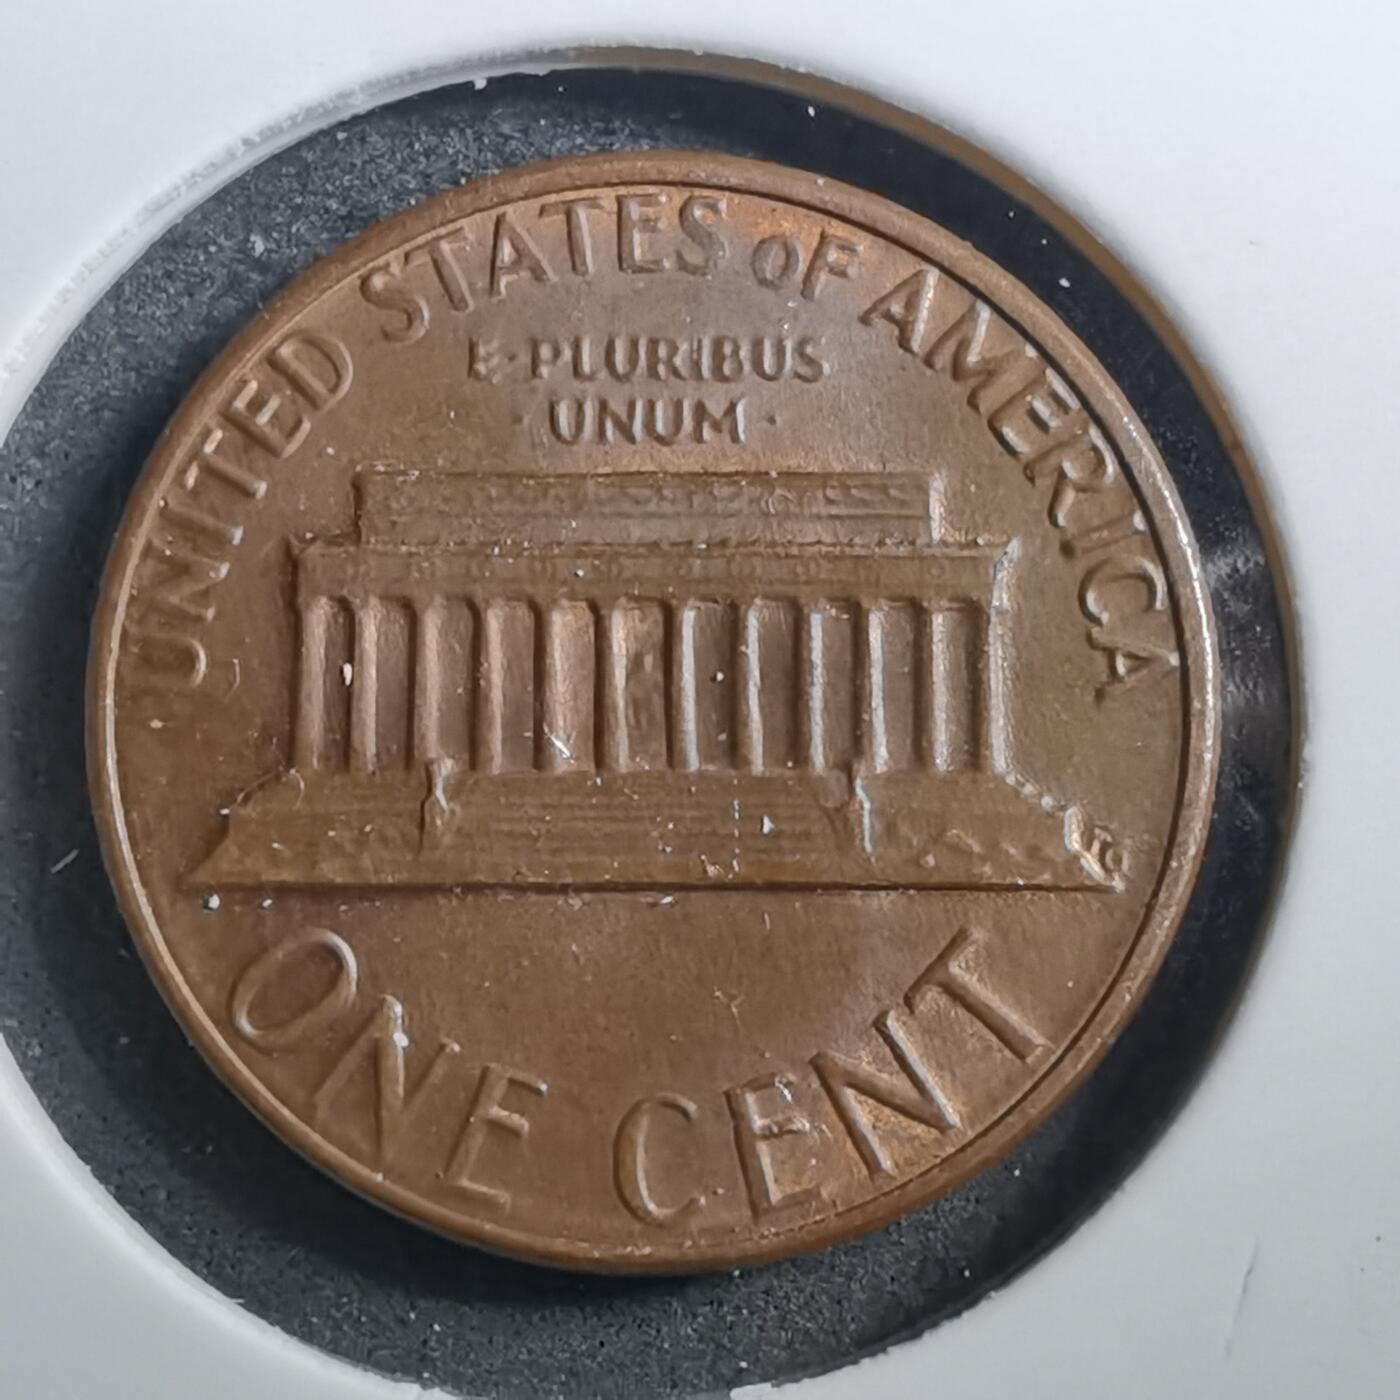 UNITED STATES OF AMERICA
E·PLURIBUS
· UNUM ·
ONE CENT